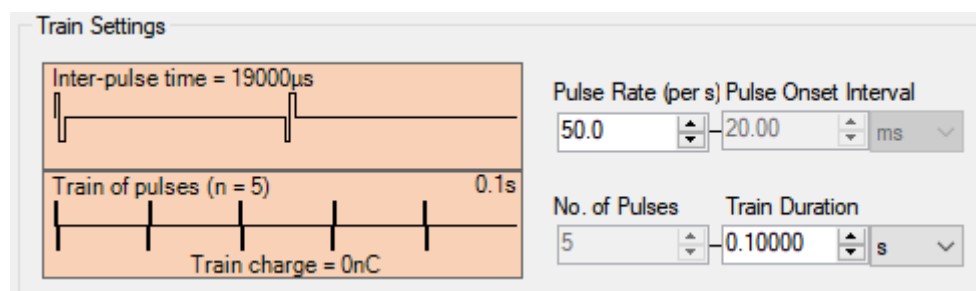 Train Settings
Inter-pulse time = 19000µs
Pulse Rate (per s) Pulse Onset Interval
50.0 20.00 ms
Train of pulses (n = 5) 0.1s
No. of Pulses Train Duration
5 0.10000 s
Train charge = 0nC